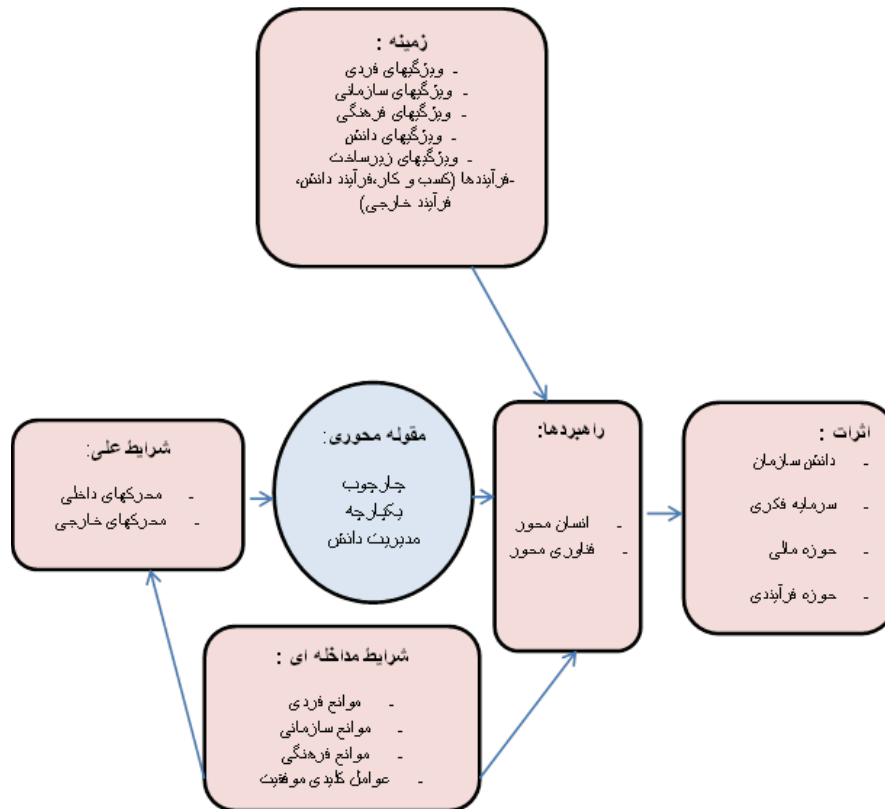 زمینه :
- ویژگیهای فردی
- ویژگیهای سازمانی
- ویژگیهای فرهنگی
- ویژگیهای دانش
- ویژگیهای زیرساخت
-فرآیندها (کسب و کار،فرآیند دانش،
فرآیند خارجی)
شرایط علی:
- محرکهای داخلی
- محرکهای خارجی
مقوله محوری:
چارچوب
یکپارچه
مدیریت دانش
راهبردها:
- انسان محور
- فناوری محور
اثرات :
- دانش سازمان
- سرمایه فکری
- حوزه مالی
- حوزه فرآیندی
شرایط مداخله ای :
- موانع فردی
- موانع سازمانی
- موانع فرهنگی
- عوامل کلیدی موفقیت